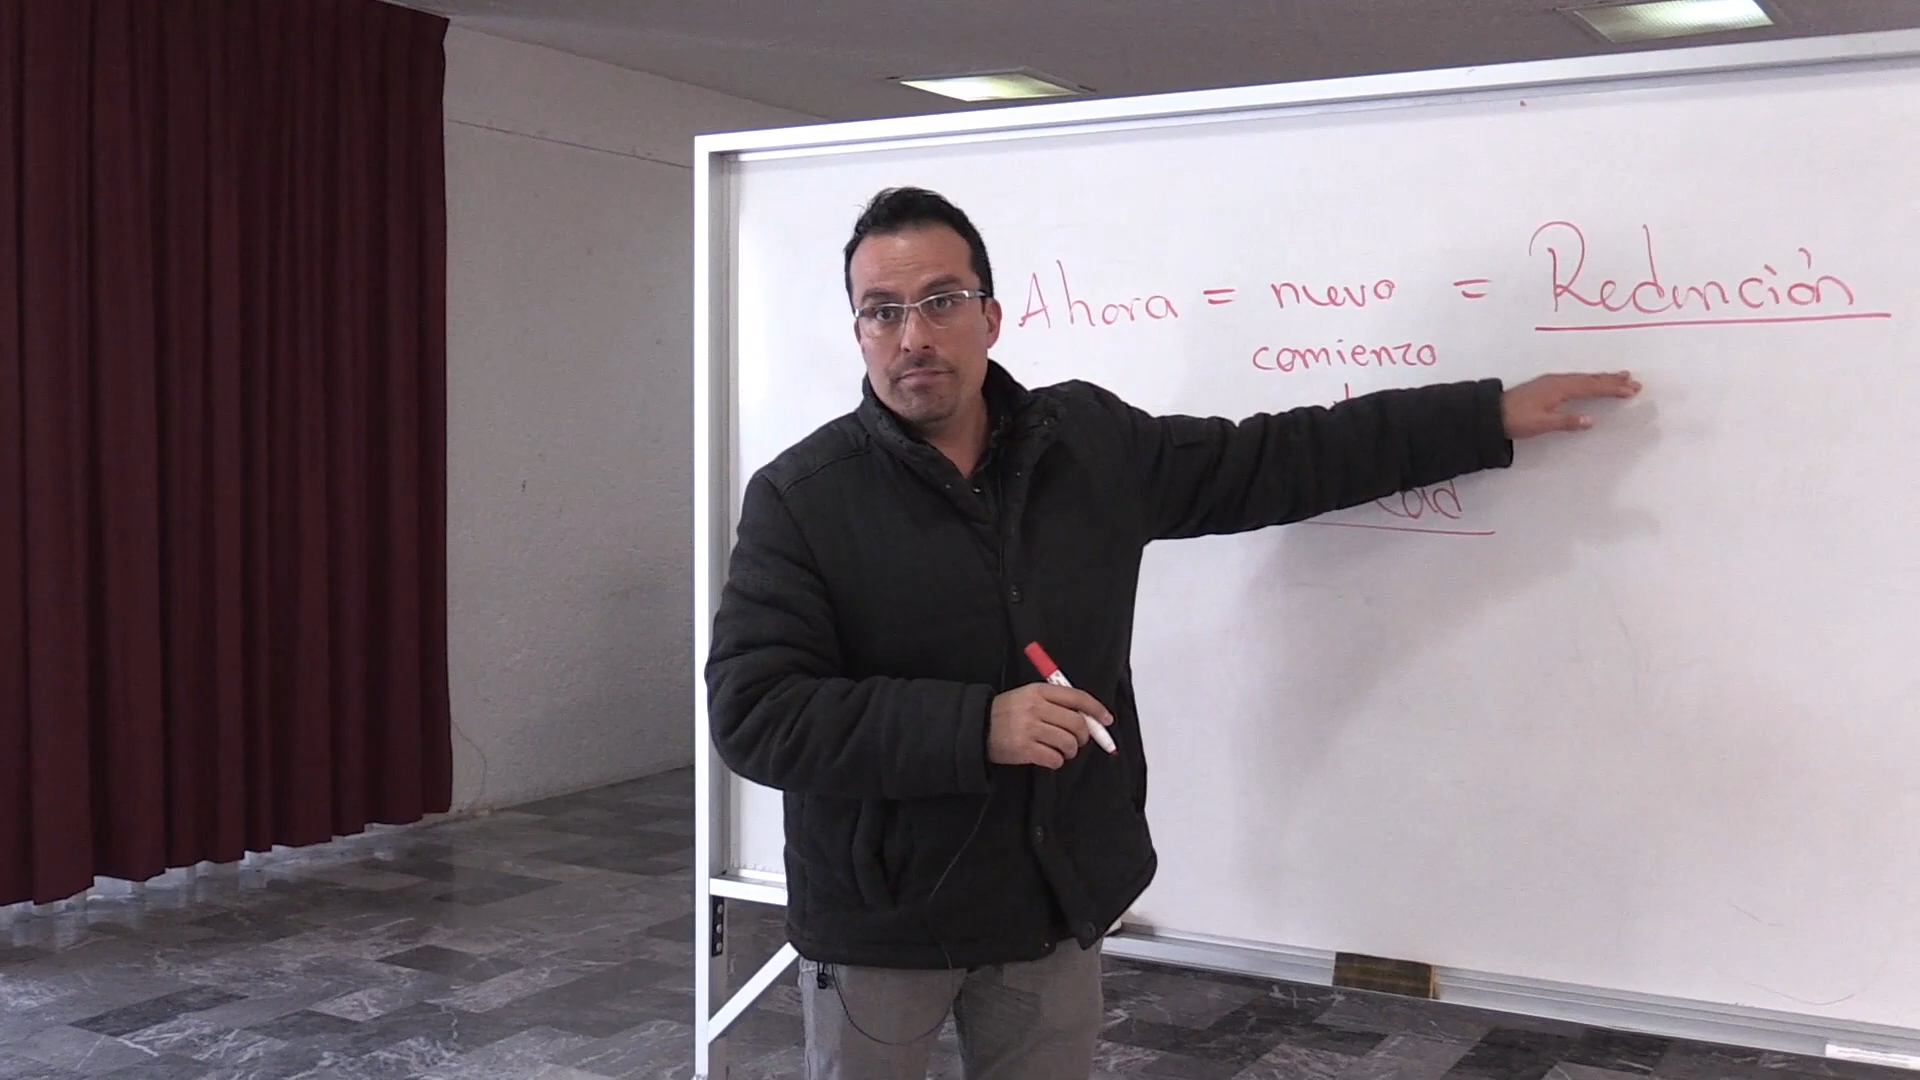 Ahora = nuevo = Redención
comienzo